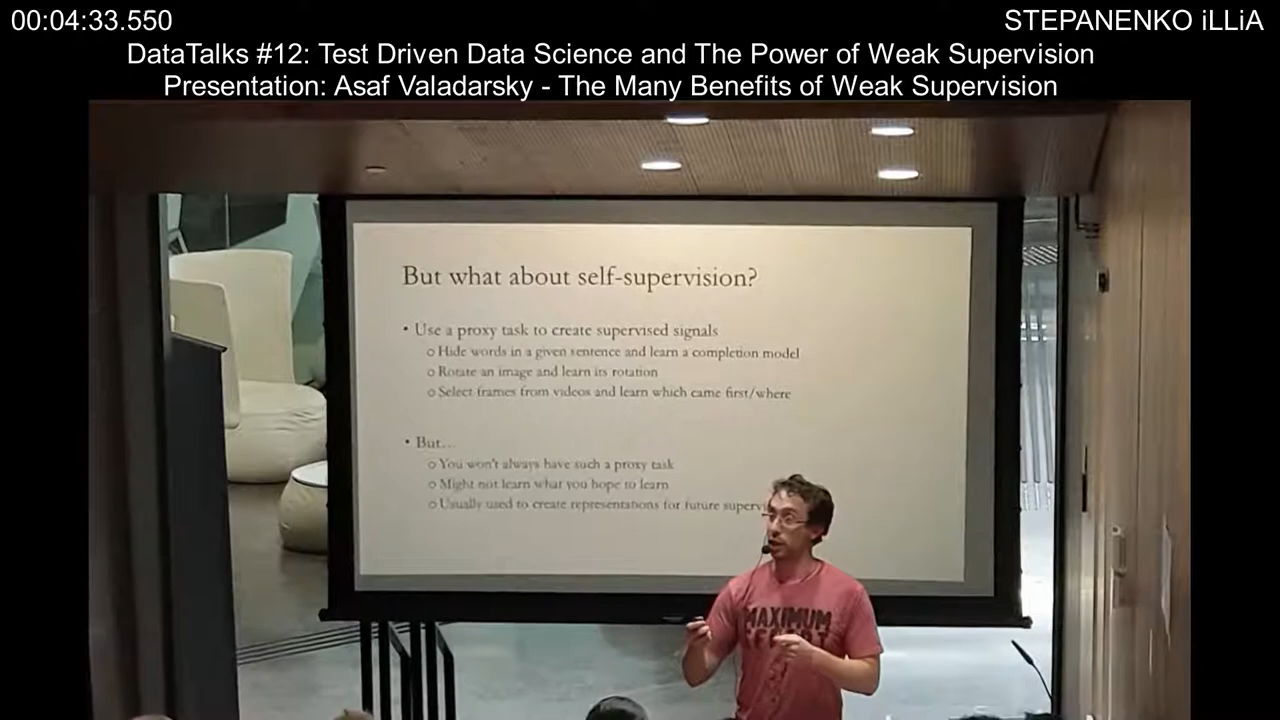 00:04:33.550
STEPANENKO iLLiA
DataTalks #12: Test Driven Data Science and The Power of Weak Supervision
Presentation: Asaf Valadarsky - The Many Benefits of Weak Supervision
But what about self-supervision?
• Use a proxy task to create supervised signals
o Hide words in a given sentence and learn a completion model
o Rotate an image and learn its rotation
o Select frames from videos and learn which came first/where
• But...
o You won't always have such a proxy task
o Might not learn what you hope to learn
o Usually used to create representations for future
MAXIMUM